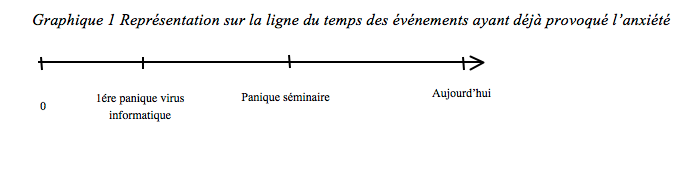 Graphique 1 Représentation sur la ligne du temps des événements ayant déjà provoqué l'anxiété
0
1ére panique virus
informatique
Panique séminaire
Aujourd'hui